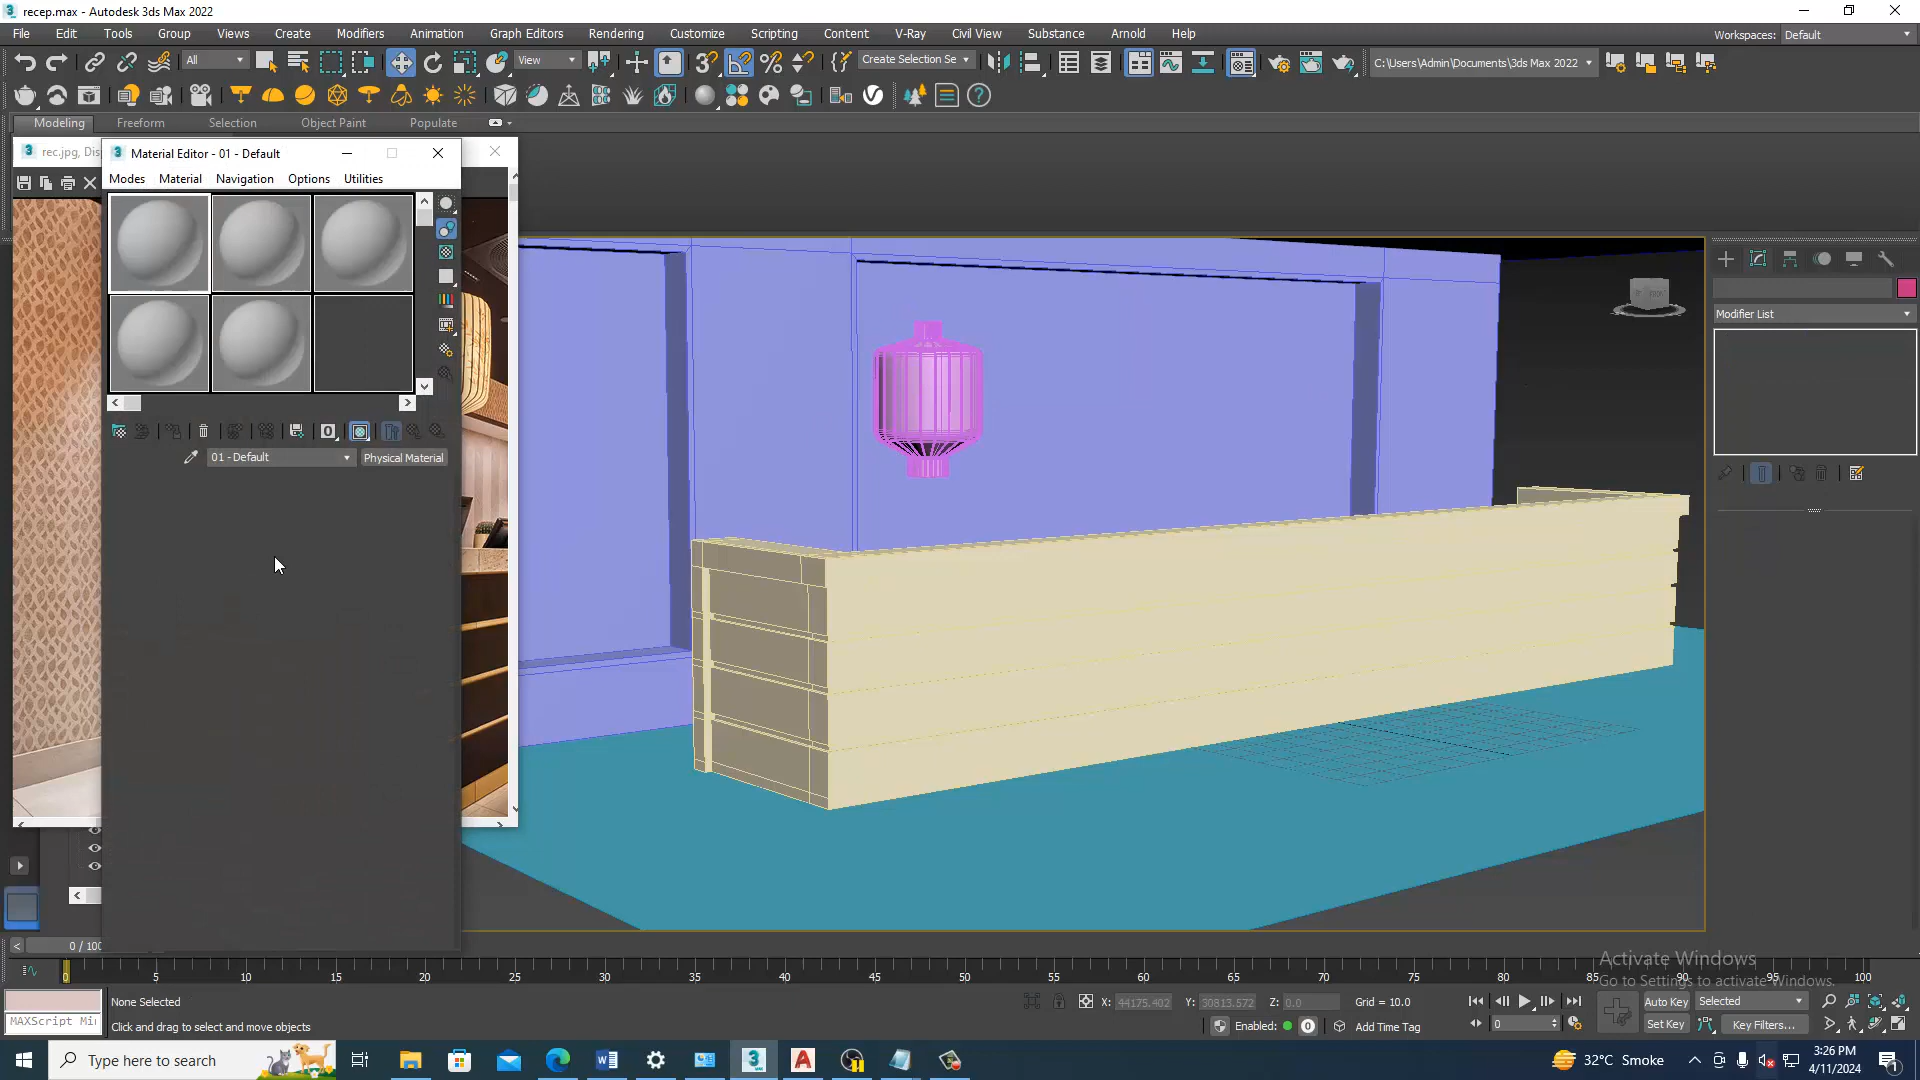 recep.max - Autodesk 3ds Max 2022
File Edit Tools Group Views Create Modifiers Animation Graph Editors Rendering Customize Scripting Content V-Ray Civil View Substance Arnold Help
Workspaces: Default
All View Create Selection Se C:\Users\Admin\Documents\3ds Max 2022
Modeling Freeform Selection Object Paint Populate
rec.jpg, Dis
Material Editor - 01 - Default
Modes Material Navigation Options Utilities
01 - Default Physical Material
Modifier List
0 / 100
0 5 10 15 20 25 30 35 40 45 50 55 60 65 70 75 80 85 90 95 100
Activate Windows
Go to Settings to activate Windows.
None Selected
X: 44175.402 Y: 30813.572 Z: 0.0 Grid = 10.0
Auto Key Selected
MAXScript Mi
Click and drag to select and move objects
Enabled: 0 Add Time Tag
0 Set Key Key Filters...
Type here to search
32°C Smoke
3:26 PM
4/11/2024
1